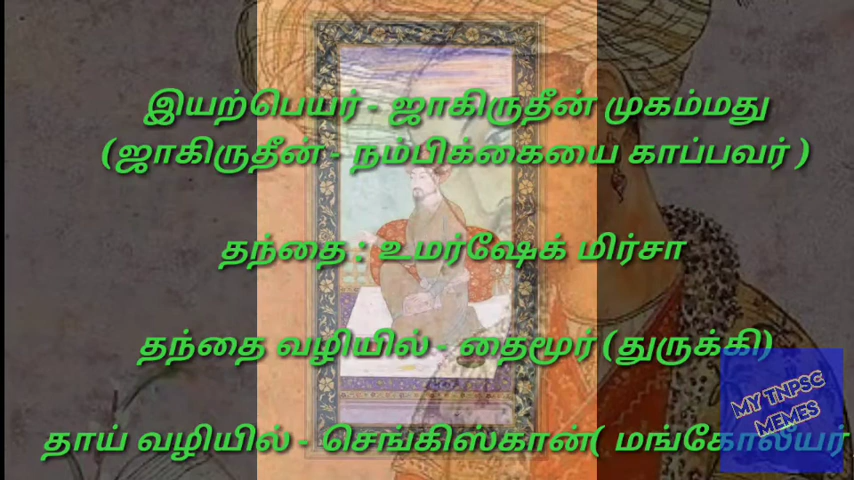 இயற்பெயர் - ஜாகிருதீன் முகம்மது
(ஜாகிருதீன் - நம்பிக்கையை காப்பவர் )
தந்தை : உமர்ஷேக் மிர்சா
தந்தை வழியில் - தைமூர் (துருக்கி)
தாய் வழியில் - செங்கிஸ்கான்( மங்கோலியர்
MY TNPSC
MEMES